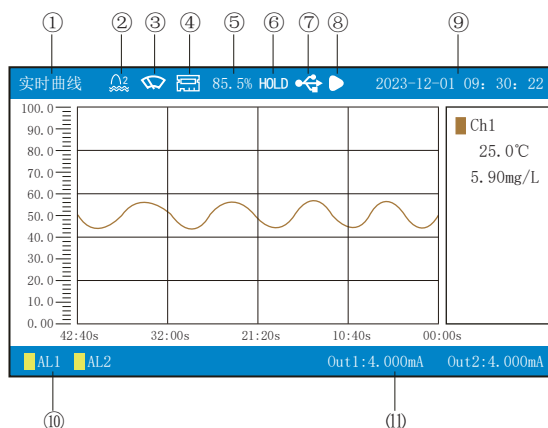 ① ② ③ ④ ⑤ ⑥ ⑦ ⑧ ⑨
实时曲线 2 85.5% HOLD 2023-12-01 09: 30: 22
100.0
90.0
80.0
70.0
60.0
50.0
40.0
30.0
20.0
10.0
0.00
Ch1
25.0℃
5.90mg/L
42:40s 32:00s 21:20s 10:40s 00:00s
AL1 AL2 Out1:4.000mA Out2:4.000mA
⑩ ⑪